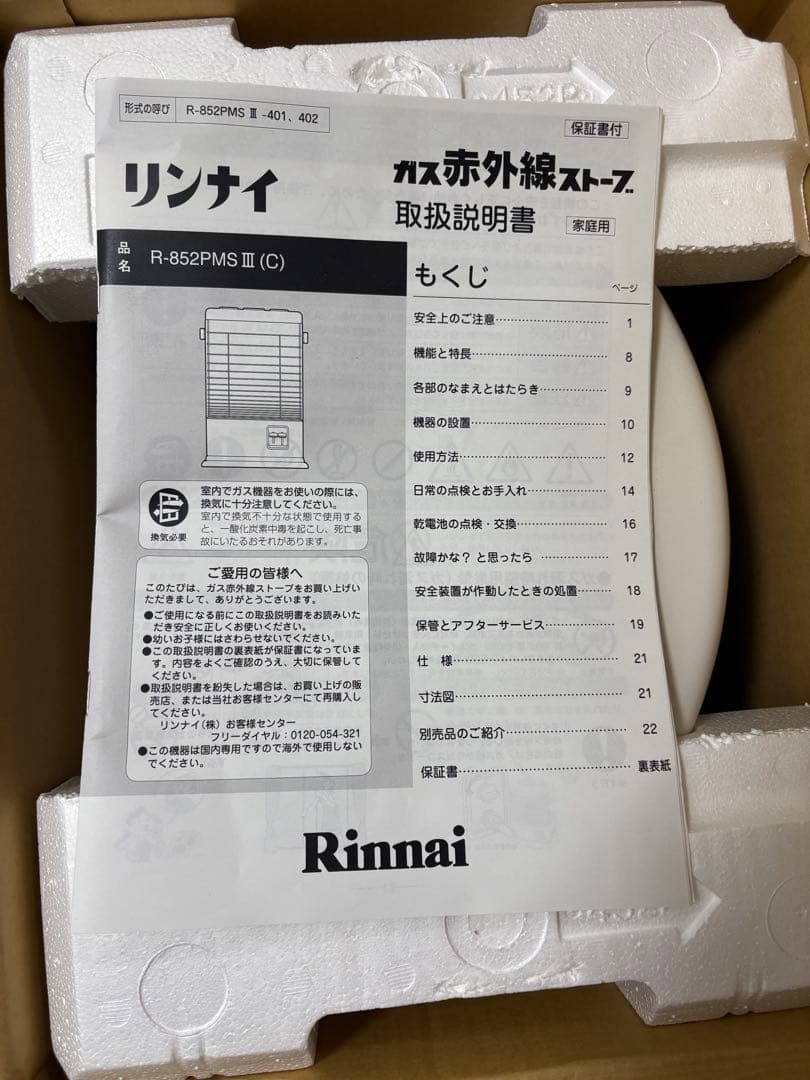 形式の呼び R-852PMS Ⅲ -401、402
保証書付
リンナイ
ガス赤外線ストーブ
取扱説明書 家庭用
品名 R-852PMS Ⅲ (C)
もくじ
ページ
安全上のご注意 1
機能と特長 8
各部のなまえとはたらき 9
機器の設置 10
使用方法 12
日常の点検とお手入れ 14
乾電池の点検・交換 16
故障かな？ と思ったら 17
安全装置が作動したときの処置 18
保管とアフターサービス 19
仕 様 21
寸法図 21
別売品のご紹介 22
保証書 裏表紙
換気必要
室内でガス機器をお使いの際には、
換気に十分注意してください。
室内で換気不十分な状態で使用する
と、一酸化炭素中毒を起こし、死亡事
故にいたるおそれがあります。
ご愛用の皆様へ
このたびは、ガス赤外線ストーブをお買い上げい
ただきまして、ありがとうございます。
●ご使用になる前にこの取扱説明書をお読みいた
だき安全に正しくお使いください。
●幼いお子様にはさわらせないでください。
●この取扱説明書の裏表紙が保証書になっていま
す。内容をよくご確認のうえ、大切に保管して
ください。
●取扱説明書を紛失した場合は、お買い上げの販
売店、または当社お客様センターにて再購入し
てください。
リンナイ(株) お客様センター
フリーダイヤル：0120-054-321
●この機器は国内専用ですので海外で使用しない
でください。
Rinnai